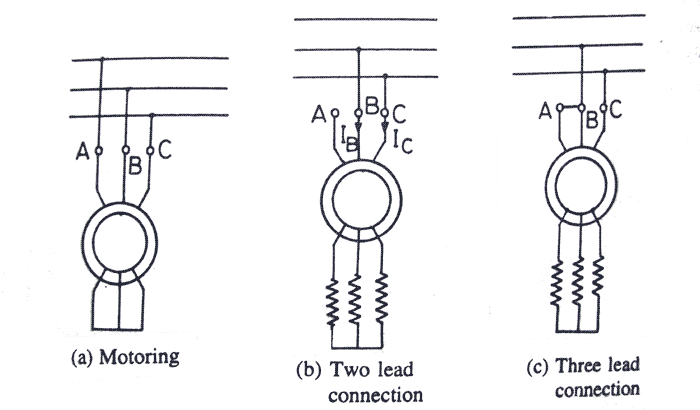 A
B
C
A
B
C
I_B
I_C
A
B
C
(a) Motoring
(b) Two lead
connection
(c) Three lead
connection